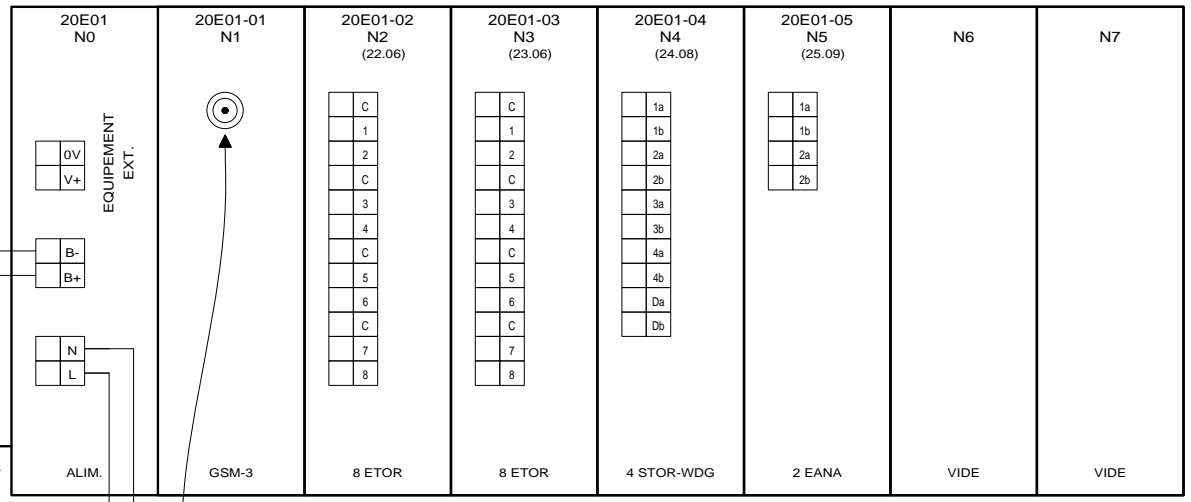 20E01
N0
0V
V+
EQUIPEMENT
EXT.
B-
B+
N
L
ALIM.
20E01-01
N1
GSM-3
20E01-02
N2
(22.06)
C
1
2
C
3
4
C
5
6
C
7
8
8 ETOR
20E01-03
N3
(23.06)
C
1
2
C
3
4
C
5
6
C
7
8
8 ETOR
20E01-04
N4
(24.08)
1a
1b
2a
2b
3a
3b
4a
4b
Da
Db
4 STOR-WDG
20E01-05
N5
(25.09)
1a
1b
2a
2b
2 EANA
N6
VIDE
N7
VIDE